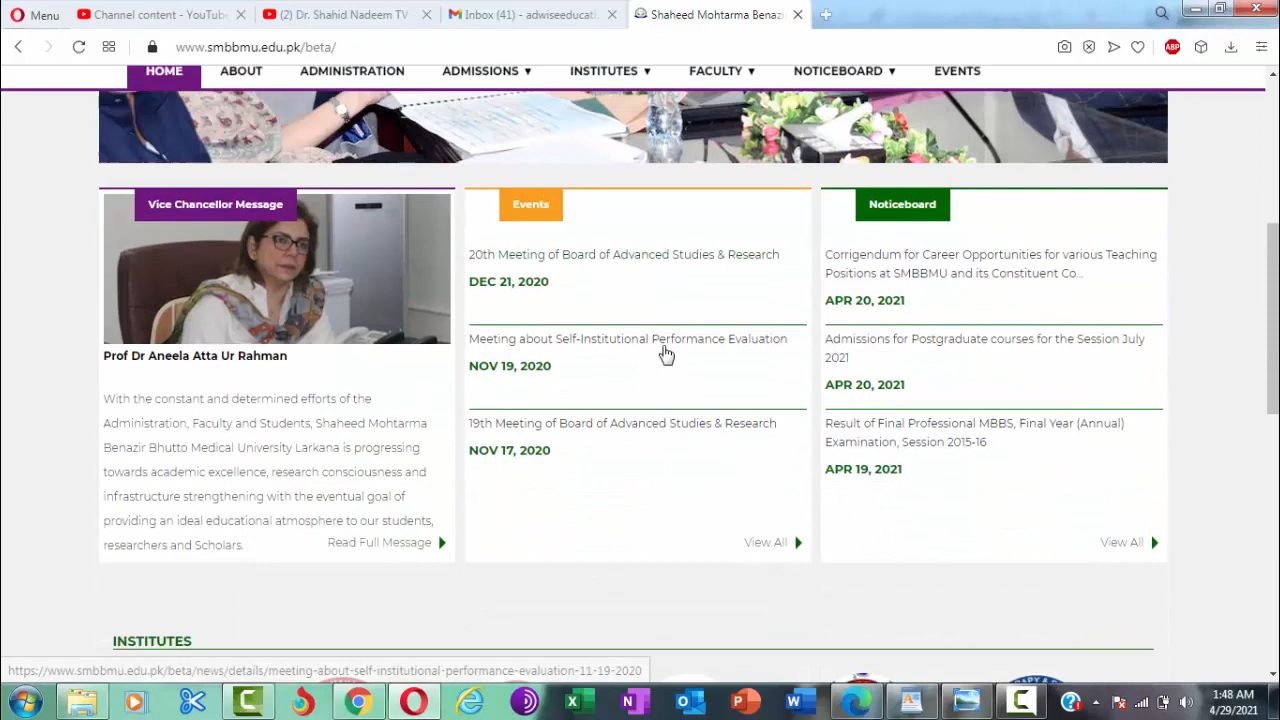 Menu
Channel content - YouTube
(2) Dr. Shahid Nadeem TV
Inbox (41) - adwiseeducati
Shaheed Mohtarma Benazi
www.smbbmu.edu.pk/beta/
ABP
HOME
ABOUT
ADMINISTRATION
ADMISSIONS ▼
INSTITUTES ▼
FACULTY ▼
NOTICEBOARD ▼
EVENTS
Vice Chancellor Message
Prof Dr Aneela Atta Ur Rahman
With the constant and determined efforts of the
Administration, Faculty and Students, Shaheed Mohtarma
Benazir Bhutto Medical University Larkana is progressing
towards academic excellence, research consciousness and
infrastructure strengthening with the eventual goal of
providing an ideal educational atmosphere to our students,
researchers and Scholars.
Read Full Message
Events
20th Meeting of Board of Advanced Studies & Research
DEC 21, 2020
Meeting about Self-Institutional Performance Evaluation
NOV 19, 2020
19th Meeting of Board of Advanced Studies & Research
NOV 17, 2020
View All
Noticeboard
Corrigendum for Career Opportunities for various Teaching
Positions at SMBBMU and its Constituent Co...
APR 20, 2021
Admissions for Postgraduate courses for the Session July
2021
APR 20, 2021
Result of Final Professional MBBS, Final Year (Annual)
Examination, Session 2015-16
APR 19, 2021
View All
INSTITUTES
https://www.smbbmu.edu.pk/beta/news/details/meeting-about-self-institutional-performance-evaluation-11-19-2020
1:48 AM
4/29/2021